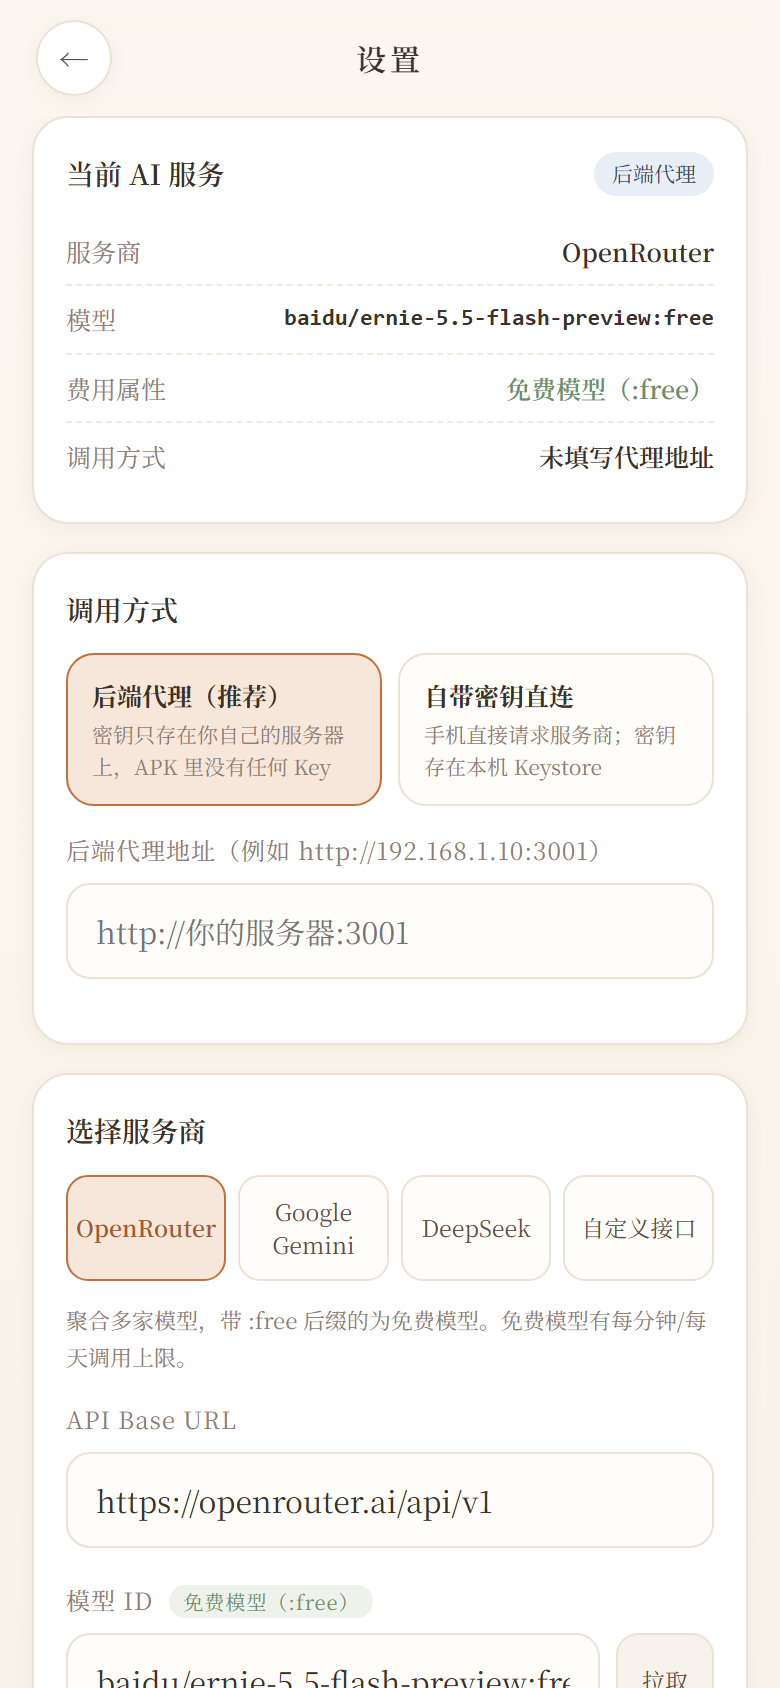 ←
设置
当前 AI 服务
后端代理
服务商
OpenRouter
模型
baidu/ernie-5.5-flash-preview:free
费用属性
免费模型（:free）
调用方式
未填写代理地址
调用方式
后端代理（推荐）
密钥只存在你自己的服务器
上，APK 里没有任何 Key
自带密钥直连
手机直接请求服务商；密钥
存在本机 Keystore
后端代理地址（例如 http://192.168.1.10:3001）
http://你的服务器:3001
选择服务商
OpenRouter
Google
Gemini
DeepSeek
自定义接口
聚合多家模型，带 :free 后缀的为免费模型。免费模型有每分钟/每
天调用上限。
API Base URL
https://openrouter.ai/api/v1
模型 ID
免费模型（:free）
baidu/ernie-5.5-flash-preview:fre
拉取